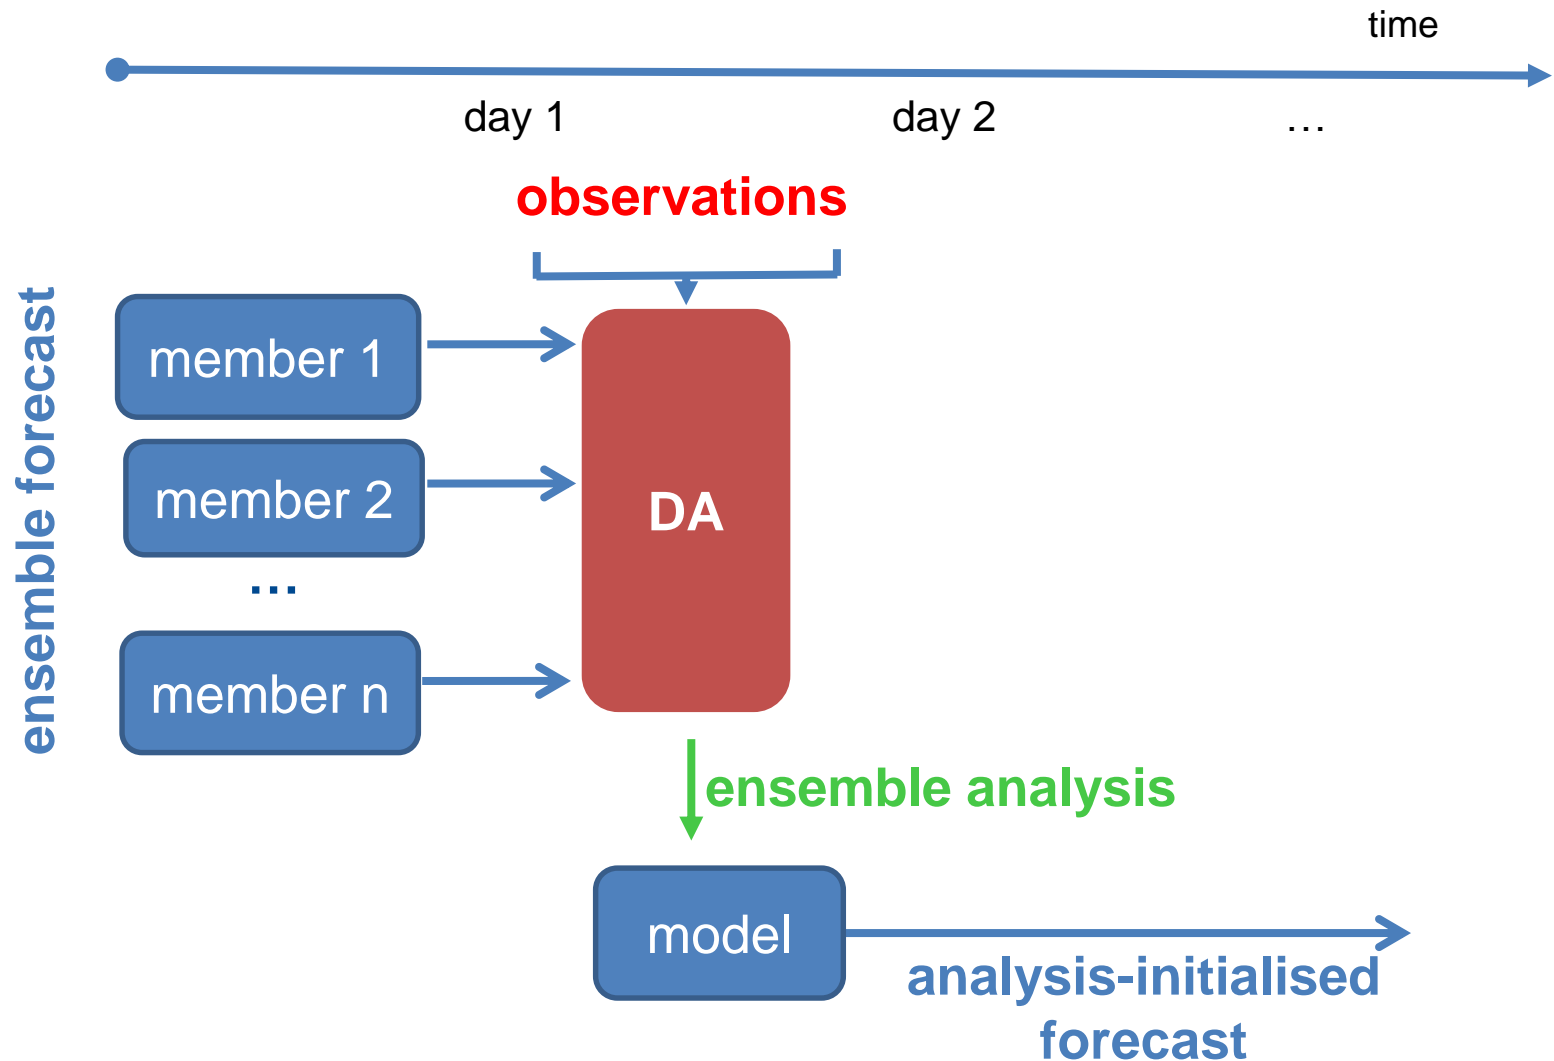 time
day 1
day 2
…
observations
ensemble forecast
member 1
member 2
…
member n
DA
ensemble analysis
model
analysis-initialised
forecast